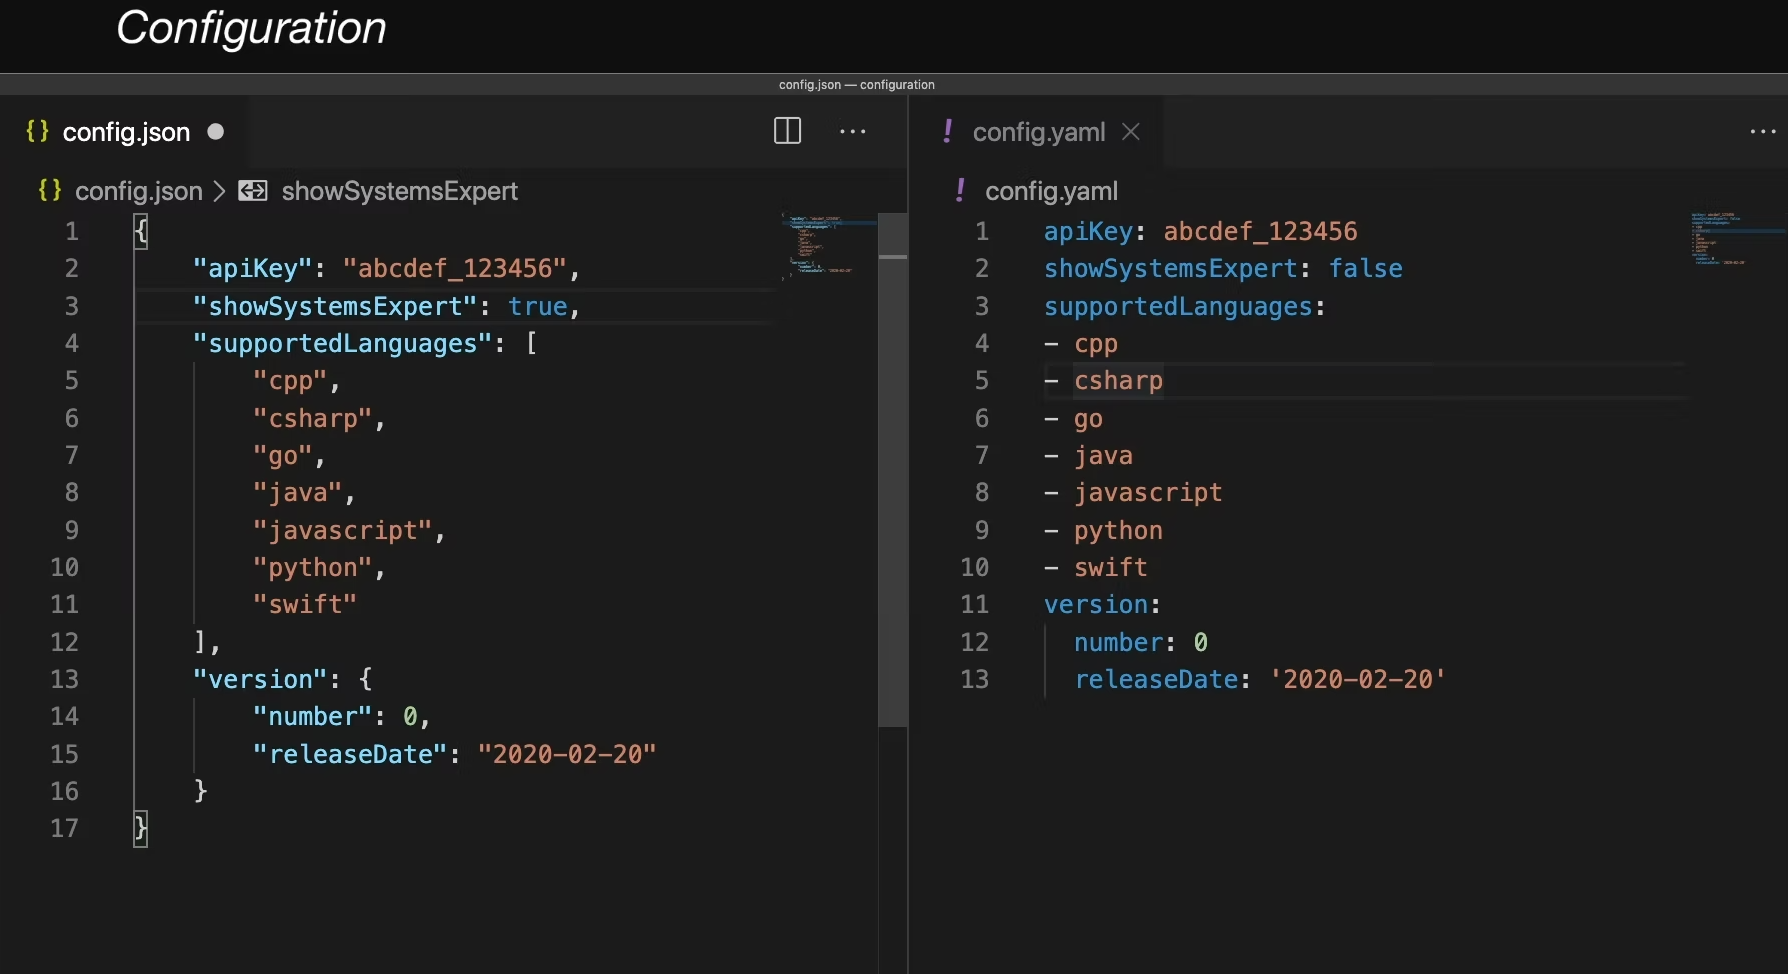 Configuration
config.json — configuration
{} config.json
{} config.json > showSystemsExpert
1 {
2 "apiKey": "abcdef_123456",
3 "showSystemsExpert": true,
4 "supportedLanguages": [
5 "cpp",
6 "csharp",
7 "go",
8 "java",
9 "javascript",
10 "python",
11 "swift"
12 ],
13 "version": {
14 "number": 0,
15 "releaseDate": "2020-02-20"
16 }
17 }
! config.yaml
! config.yaml
1 apiKey: abcdef_123456
2 showSystemsExpert: false
3 supportedLanguages:
4 - cpp
5 - csharp
6 - go
7 - java
8 - javascript
9 - python
10 - swift
11 version:
12 number: 0
13 releaseDate: '2020-02-20'